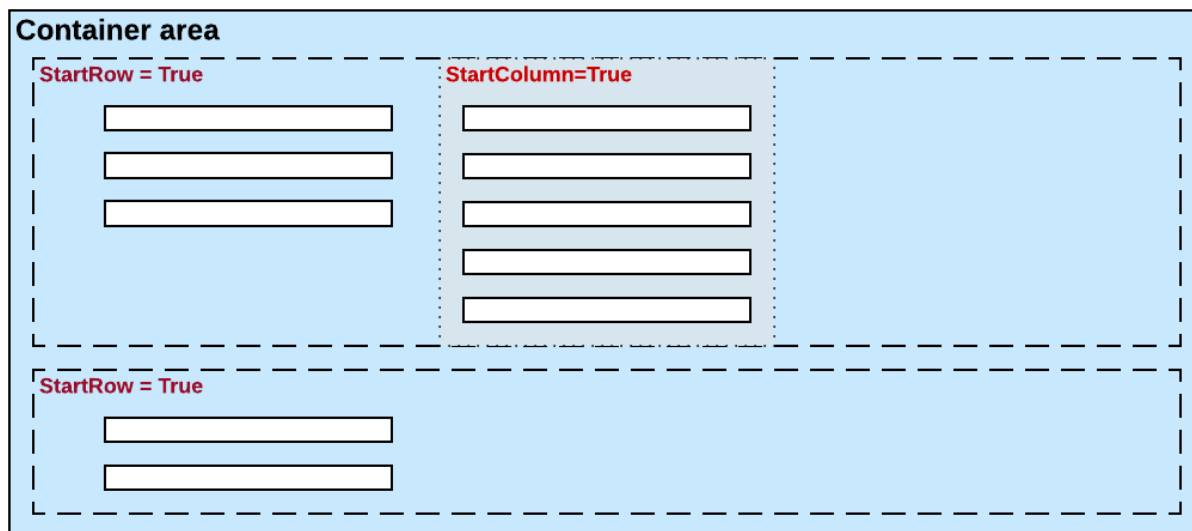 Container area
StartRow = True
StartColumn=True
StartRow = True